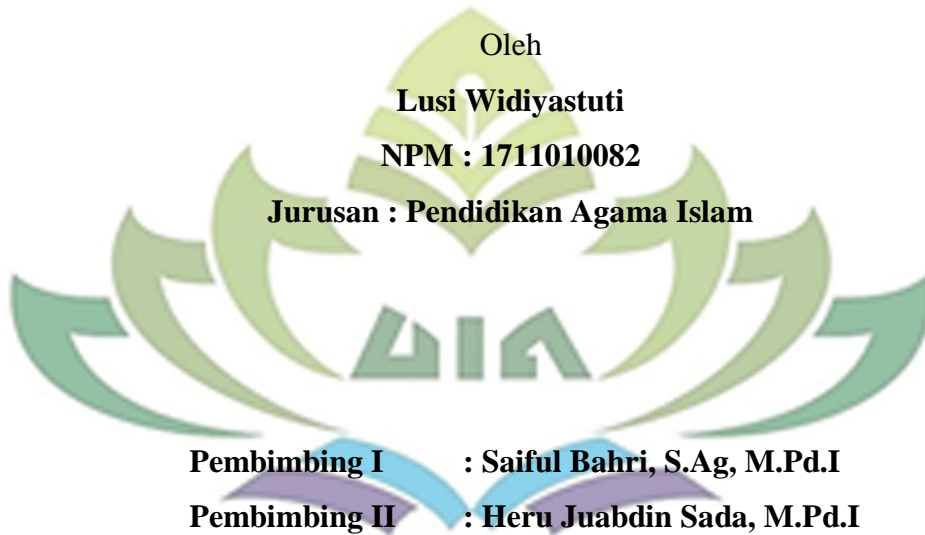 Oleh
Lusi Widiyastuti
NPM : 1711010082
Jurusan : Pendidikan Agama Islam
UIN
Pembimbing I : Saiful Bahri, S.Ag, M.Pd.I
Pembimbing II : Heru Juabdin Sada, M.Pd.I